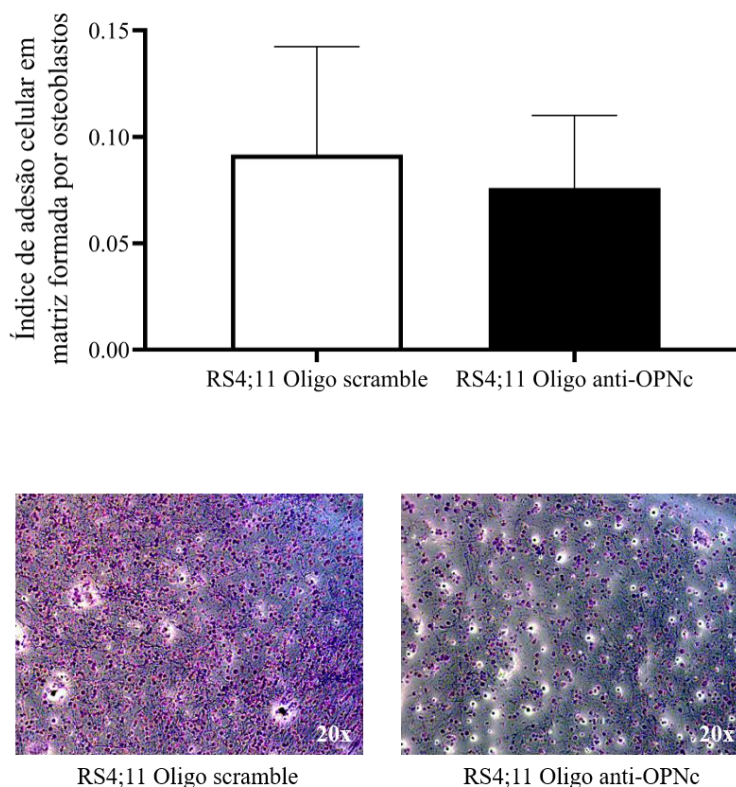 Índice de adesão celular em
matriz formada por osteoblastos
0.15
0.10
0.05
0.00
RS4;11 Oligo scramble
RS4;11 Oligo anti-OPNc
20x
20x
RS4;11 Oligo scramble
RS4;11 Oligo anti-OPNc